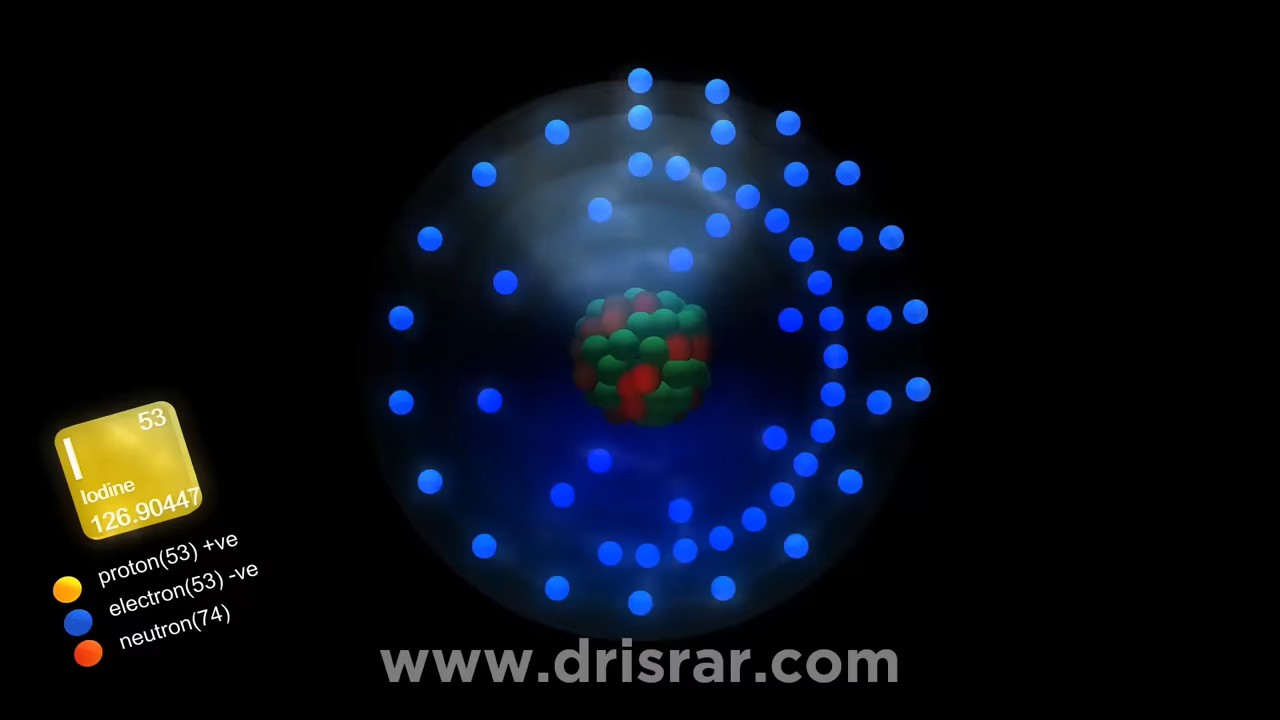 53
I
Iodine
126.90447
proton(53) +ve
electron(53) -ve
neutron(74)
www.drisrar.com